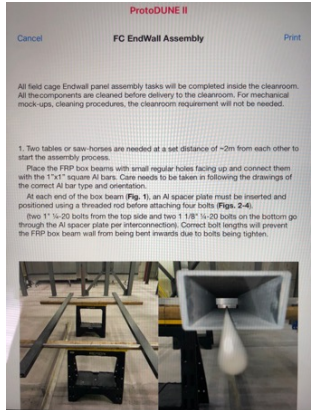 ProtoDUNE II
Cancel
FC EndWall Assembly
Print
All field cage Endwall panel assembly tasks will be completed inside the cleanroom.
All the components are cleaned before delivery to the cleanroom. For mechanical
mock-ups, cleaning procedures, the cleanroom requirement will not be needed.
1. Two tables or saw-horses are needed at a set distance of ~2m from each other to
start the assembly process.
Place the FRP box beams with small regular holes facing up and connect them
with the 1"x1" square Al bars. Care needs to be taken in following the drawings of
the correct Al bar type and orientation.
At each end of the box beam (Fig. 1), an Al spacer plate must be inserted and
positioned using a threaded rod before attaching four bolts (Figs. 2-4).
(two 1" ¼-20 bolts from the top side and two 1 1/8" ¼-20 bolts on the bottom go
through the Al spacer plate per interconnection). Correct bolt lengths will prevent
the FRP box beam wall from being bent inwards due to bolts being tighten.